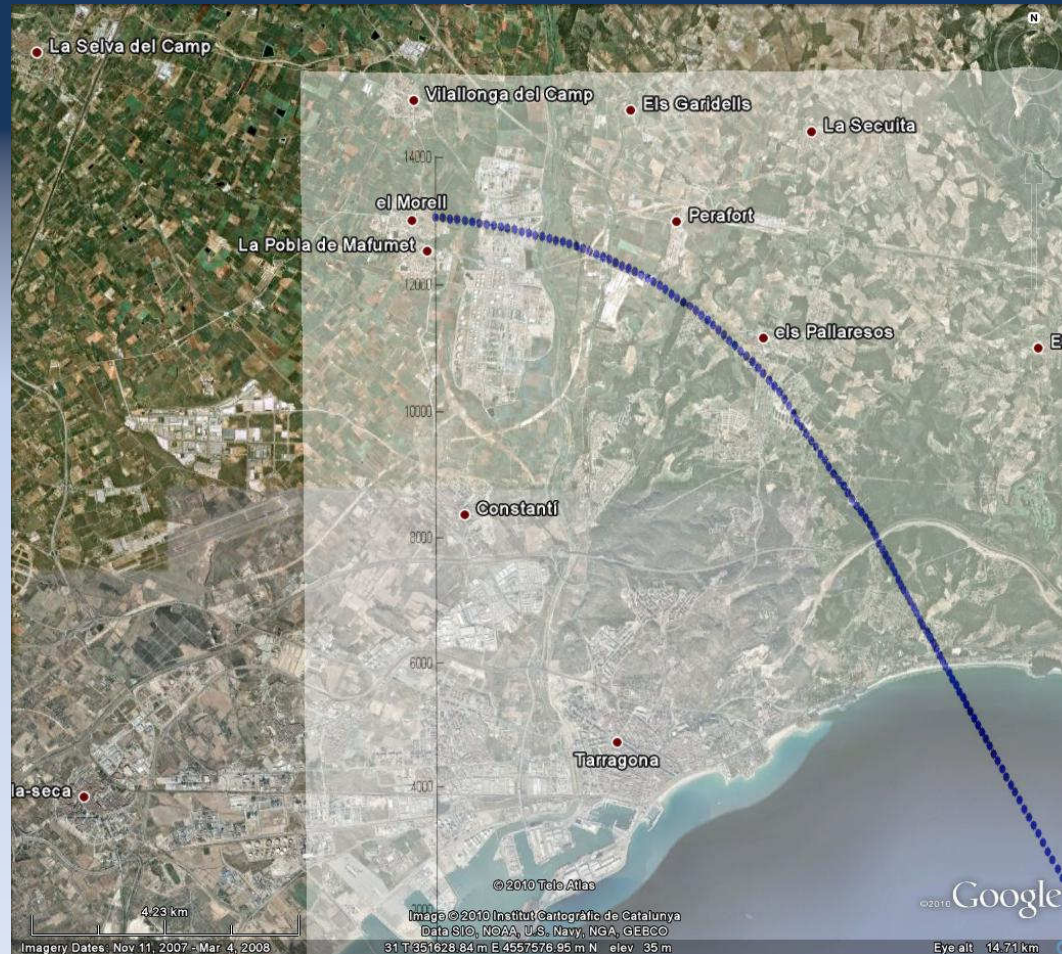 N
La Selva del Camp
Vilallonga del Camp
Els Garidells
La Secuita
14000
el Morell
Perafort
La Pobla de Mafumet
12000
els Pallaresos
E
10000
Constantí
8000
6000
Tarragona
la-seca
4000
© 2010 Tele Atlas
©2010 Google
4.23 km
Image © 2010 Institut Cartogràfic de Catalunya
Data SIO, NOAA, U.S. Navy, NGA, GEBCO
Imagery Dates: Nov 11, 2007 - Mar 4, 2008
31 T 351628.84 m E 4557576.95 m N elev 35 m
Eye alt 14.71 km